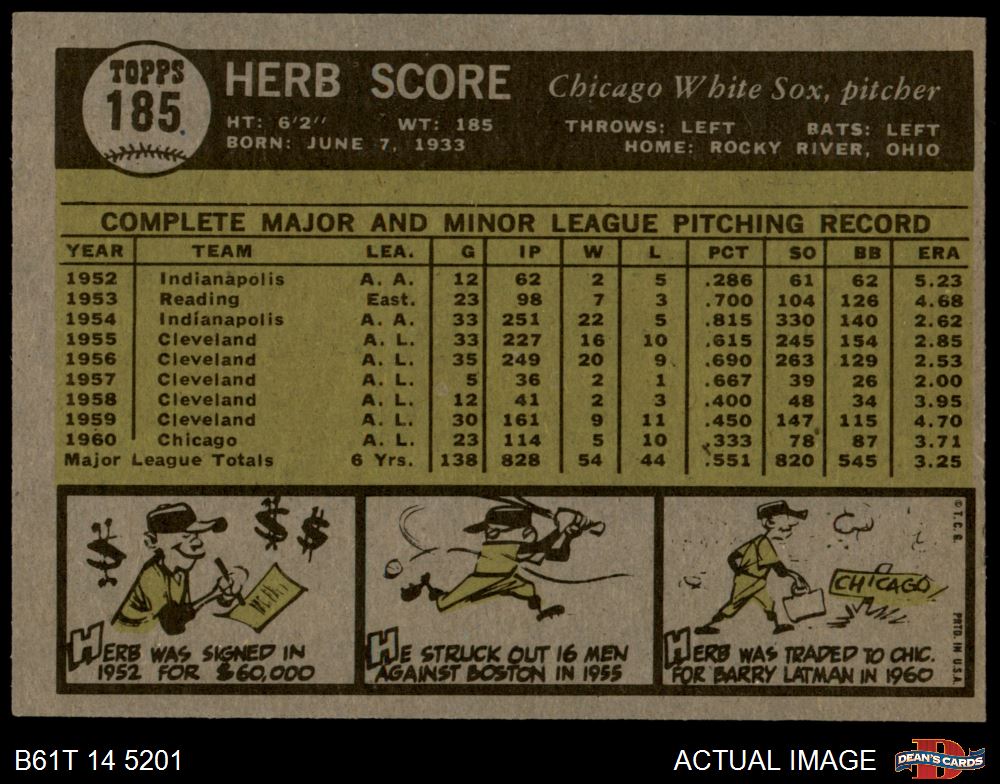 TOPPS
185
HERB SCORE Chicago White Sox, pitcher
HT: 6'2" WT: 185 THROWS: LEFT BATS: LEFT
BORN: JUNE 7, 1933 HOME: ROCKY RIVER, OHIO
COMPLETE MAJOR AND MINOR LEAGUE PITCHING RECORD
YEAR TEAM LEA. G IP W L PCT SO BB ERA
1952 Indianapolis A. A. 12 62 2 5 .286 61 62 5.23
1953 Reading East. 23 98 7 3 .700 104 126 4.68
1954 Indianapolis A. A. 33 251 22 5 .815 330 140 2.62
1955 Cleveland A. L. 33 227 16 10 .615 245 154 2.85
1956 Cleveland A. L. 35 249 20 9 .690 263 129 2.53
1957 Cleveland A. L. 5 36 2 1 .667 39 26 2.00
1958 Cleveland A. L. 12 41 2 3 .400 48 34 3.95
1959 Cleveland A. L. 30 161 9 11 .450 147 115 4.70
1960 Chicago A. L. 23 114 5 10 .333 78 87 3.71
Major League Totals 6 Yrs. 138 828 54 44 .551 820 545 3.25
HERB WAS SIGNED IN
1952 FOR $60,000
HE STRUCK OUT 16 MEN
AGAINST BOSTON IN 1955
CHICAGO
HERB WAS TRADED TO CHIC.
FOR BARRY LATMAN IN 1960
© T. C. G.
PRTD. IN U.S.A.
B61T 14 5201
ACTUAL IMAGE
DEAN'S CARDS